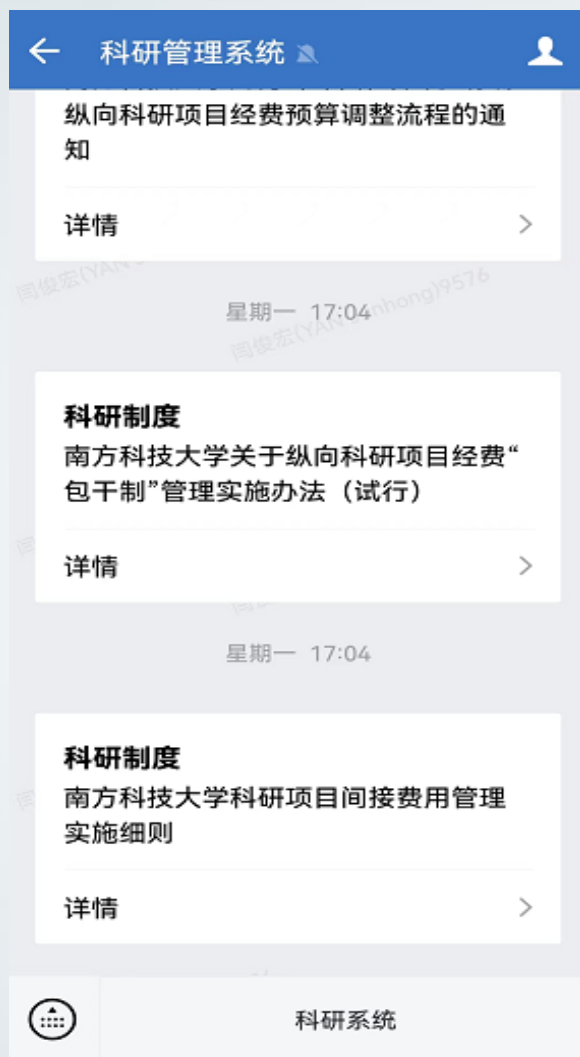 科研管理系统
纵向科研项目经费预算调整流程的通
知
详情
星期一 17:04
科研制度
南方科技大学关于纵向科研项目经费“
包干制”管理实施办法（试行）
详情
星期一 17:04
科研制度
南方科技大学科研项目间接费用管理
实施细则
详情
科研系统